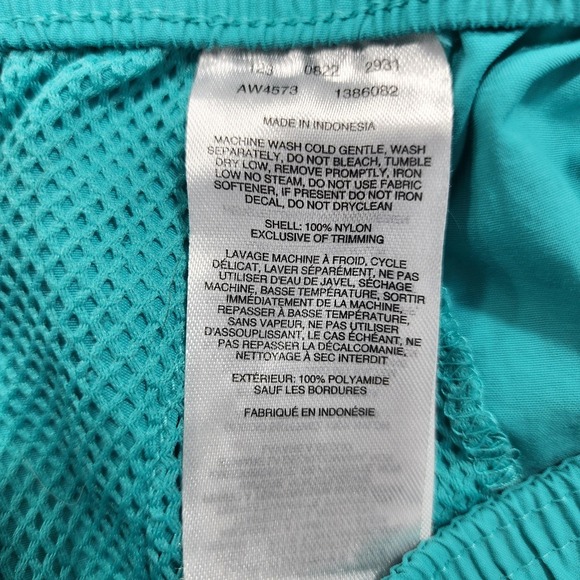 123 0622 2931
AW4573 1386082
MADE IN INDONESIA
MACHINE WASH COLD GENTLE, WASH
SEPARATELY, DO NOT BLEACH, TUMBLE
DRY LOW, REMOVE PROMPTLY, IRON
LOW NO STEAM, DO NOT USE FABRIC
SOFTENER, IF PRESENT DO NOT IRON
DECAL, DO NOT DRYCLEAN
SHELL: 100% NYLON
EXCLUSIVE OF TRIMMING
LAVAGE MACHINE À FROID, CYCLE
DÉLICAT, LAVER SÉPARÉMENT, NE PAS
UTILISER D'EAU DE JAVEL, SÉCHAGE
MACHINE, BASSE TEMPÉRATURE, SORTIR
IMMÉDIATEMENT DE LA MACHINE,
REPASSER À BASSE TEMPÉRATURE,
SANS VAPEUR, NE PAS UTILISER
D'ASSOUPLISSANT, LE CAS ÉCHÉANT, NE
PAS REPASSER LA DÉCALCOMANIE,
NETTOYAGE À SEC INTERDIT
EXTÉRIEUR: 100% POLYAMIDE
SAUF LES BORDURES
FABRIQUÉ EN INDONÉSIE